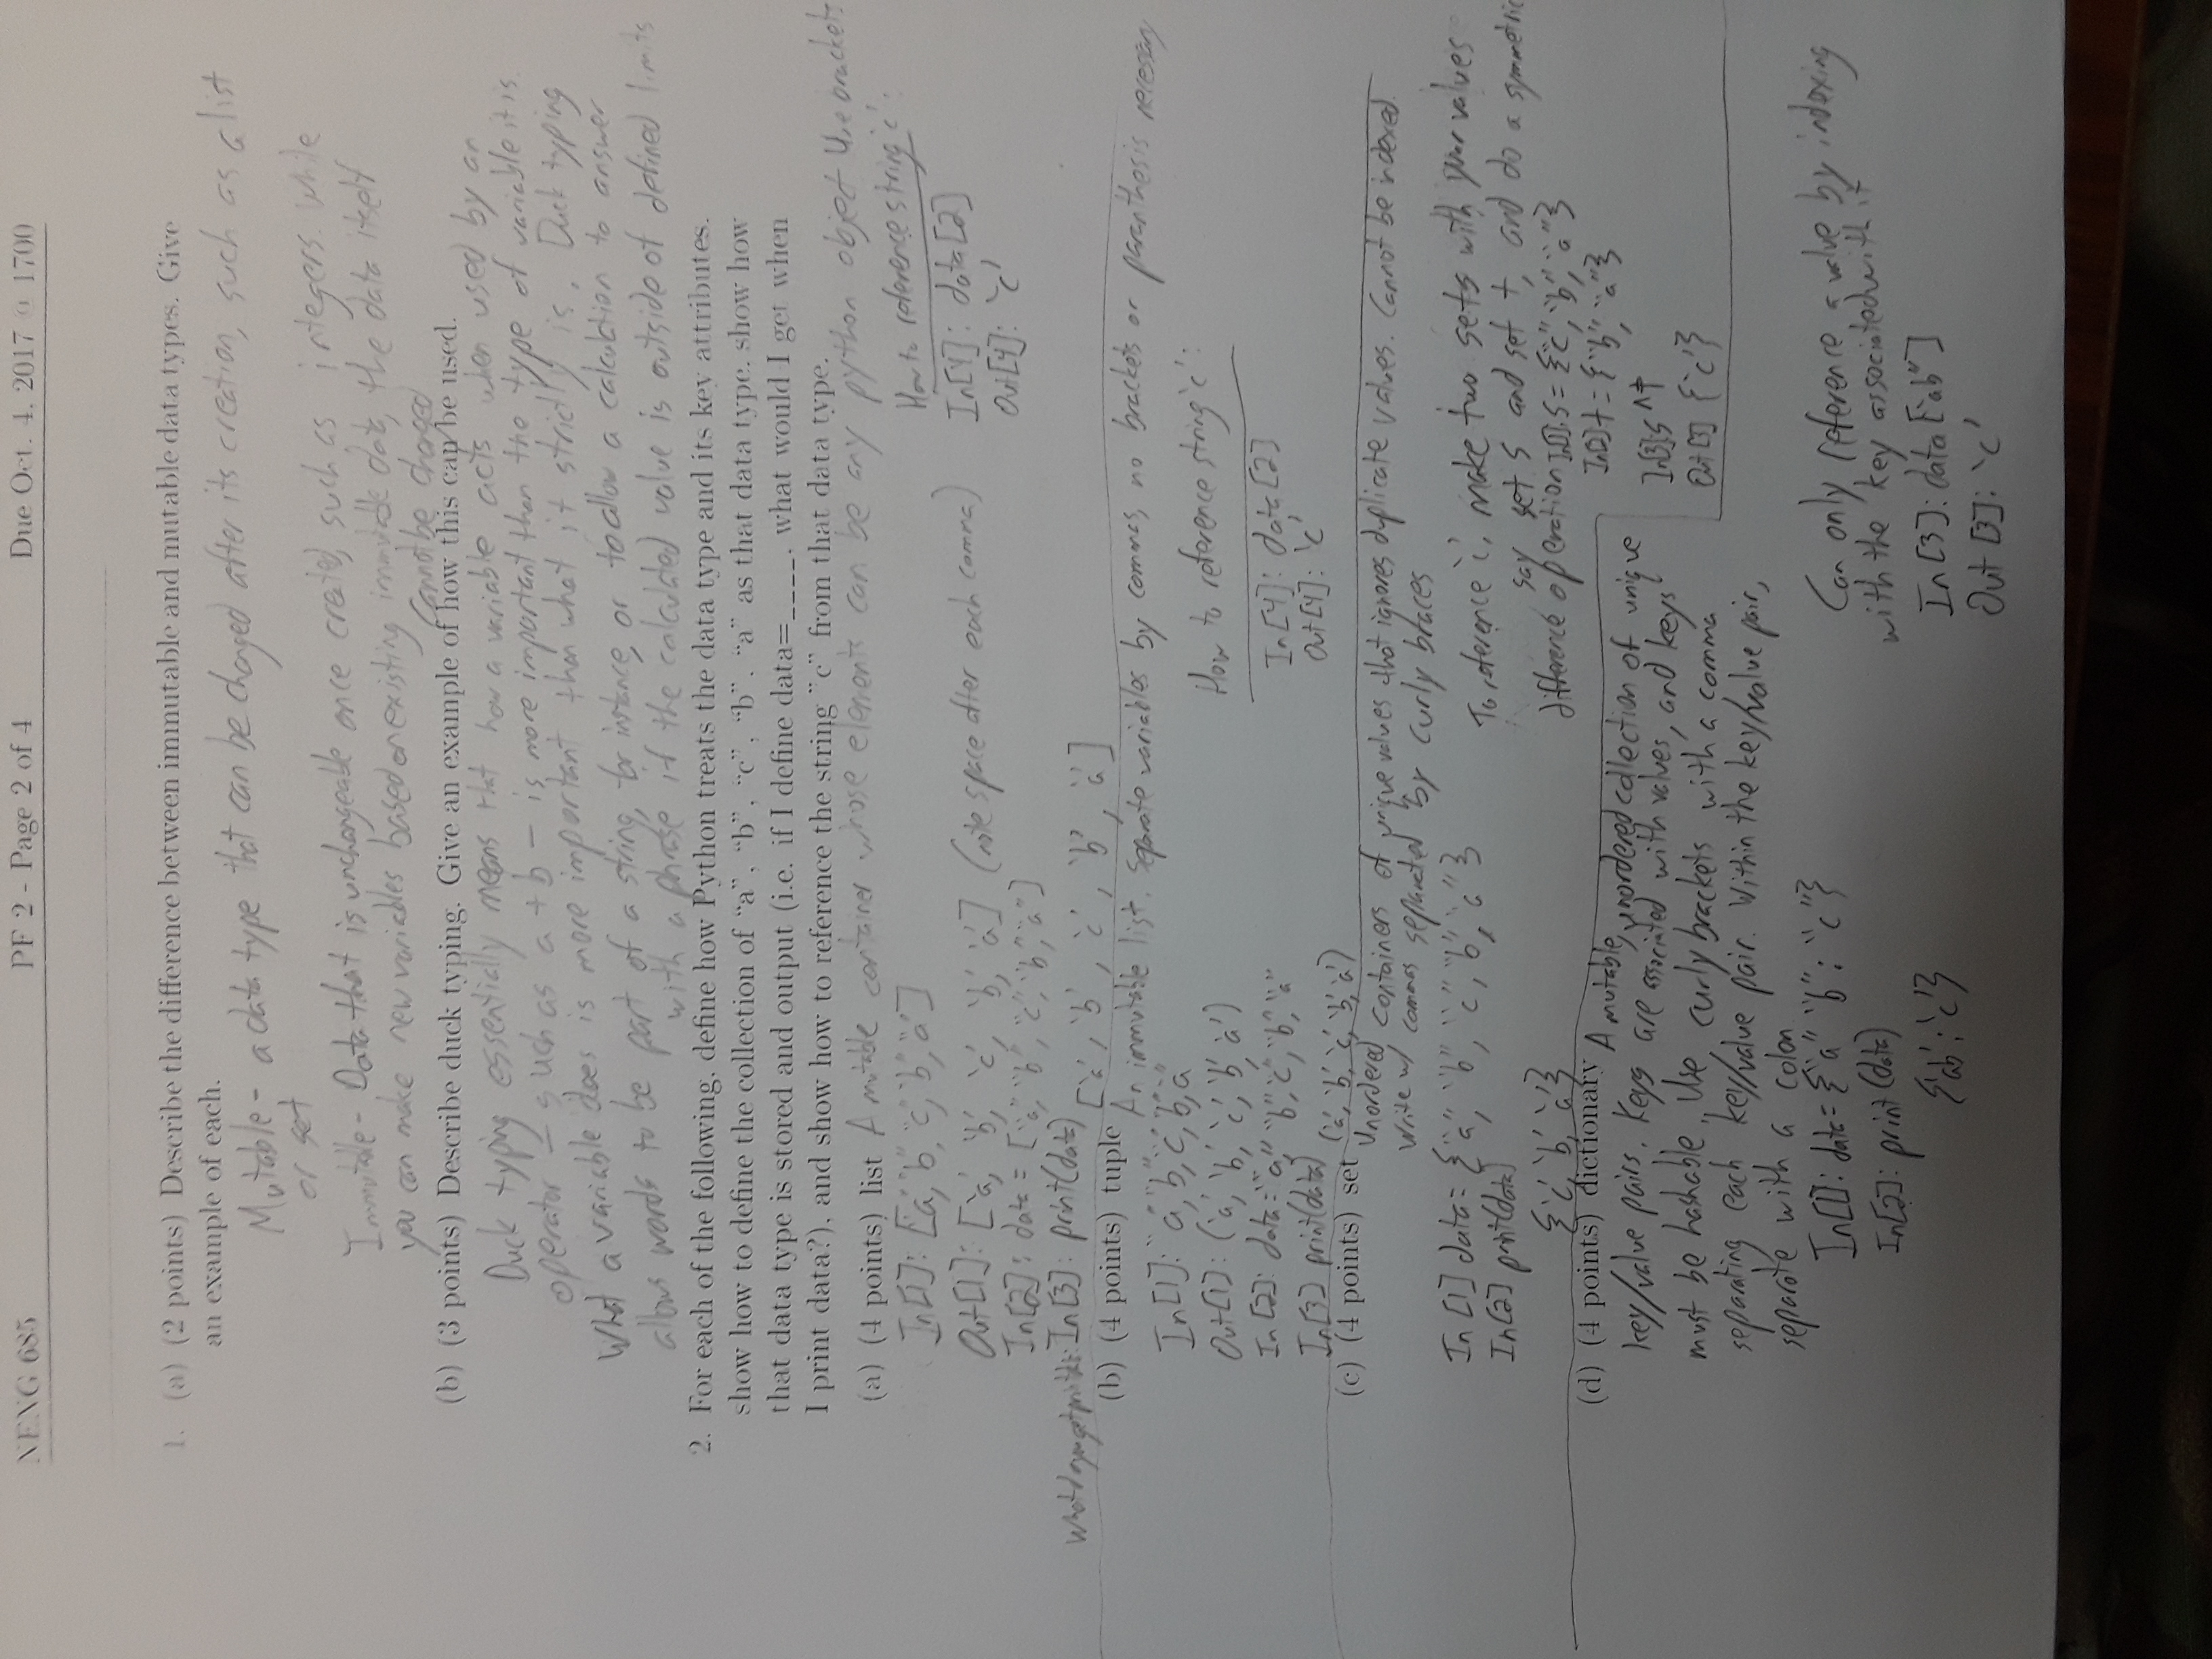 NENG 685 PF 2 - Page 2 of 4 Due Oct. 4, 2017 @ 1700
1. (a) (2 points) Describe the difference between immutable and mutable data types. Give
an example of each.
Mutable - a data type that can be changed after its creation, such as a list
or set
Immutable - Data that is unchangeable once created, such as integers. While
you can make new variables based on existing immutable data, the data itself
cannot be changed
(b) (3 points) Describe duck typing. Give an example of how this can be used.
Duck typing essentially means that how a variable acts when used by an
operator - such as a + b - is more important than the type of variable it is.
What a variable does is more important than what it strictly is. Duck typing
allows words to be part of a string, for instance, or to allow a calculation to answer
with a phrase if the calculated value is outside of defined limits
2. For each of the following, define how Python treats the data type and its key attributes,
show how to define the collection of “a”, “b”, “c”, “b”, “a” as that data type, show how
that data type is stored and output (i.e. if I define data=____, what would I get when
I print data?), and show how to reference the string ”c” from that data type.
(a) (4 points) list A mutable container whose elements can be any python object Use brackets
In[1]: ["a","b","c","b","a"]
Out[1]: ['a', 'b', 'c', 'b', 'a'] (note space after each comma)
In[2]: data = ["a","b","c","b","a"]
In[3]: print(data)
['a', 'b', 'c', 'b', 'a']
How to reference string 'c':
In[4]: data[2]
Out[4]: 'c'
(b) (4 points) tuple An immutable list. Separate variables by commas, no brackets or paranthesis necessary
In[1]: "a","b","c","b","a"
Out[1]: ('a', 'b', 'c', 'b', 'a')
In[2]: data = "a","b","c","b","a"
In[3] print(data)
('a', 'b', 'c', 'b', 'a')
How to reference string 'c':
In[4]: data[2]
Out[4]: 'c'
(c) (4 points) set
Unordered containers of unique values that ignores duplicate values. Cannot be indexed.
Write w/ commas separated by curly braces
In [1] data = {"a", "b", "c", "b", "a"}
In[2] print(data)
{'c', 'b', 'a'}
To reference 'c', make two sets with your values
say set s and set t, and do a symmetric
difference operation In[1]: s = {"c", "b", "a"}
In[2] t = {"b", "a"}
In[3]: s ^ t
Out[3] {'c'}
(d) (4 points) dictionary A mutable, unordered collection of unique
key/value pairs. Keys are associated with values, and keys
must be hashable. Use curly brackets with a comma
separating each key/value pair. Within the key/value pair,
separate with a colon
In[1]: data = {"a" "b": "c"}
In[2]: print (data)
{'ab': 'c'}
Can only reference a value by indexing
with the key associated with it
In [3]: data ["ab"]
Out [3]: 'c'